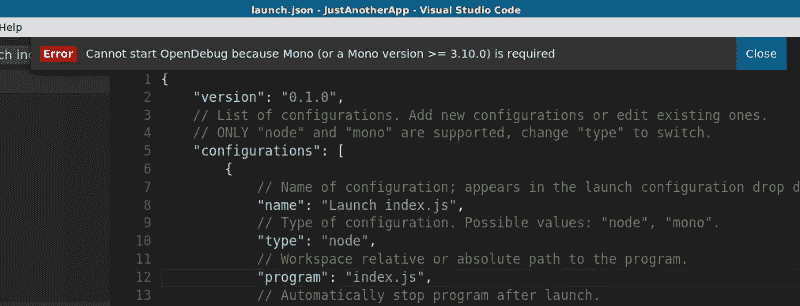 launch.json - JustAnotherApp - Visual Studio Code
Help
Error Cannot start OpenDebug because Mono (or a Mono version >= 3.10.0) is required Close
1 {
2 "version": "0.1.0",
3 // List of configurations. Add new configurations or edit existing ones.
4 // ONLY "node" and "mono" are supported, change "type" to switch.
5 "configurations": [
6 {
7 // Name of configuration; appears in the launch configuration drop d
8 "name": "Launch index.js",
9 // Type of configuration. Possible values: "node", "mono".
10 "type": "node",
11 // Workspace relative or absolute path to the program.
12 "program": "index.js",
13 // Automatically stop program after launch.